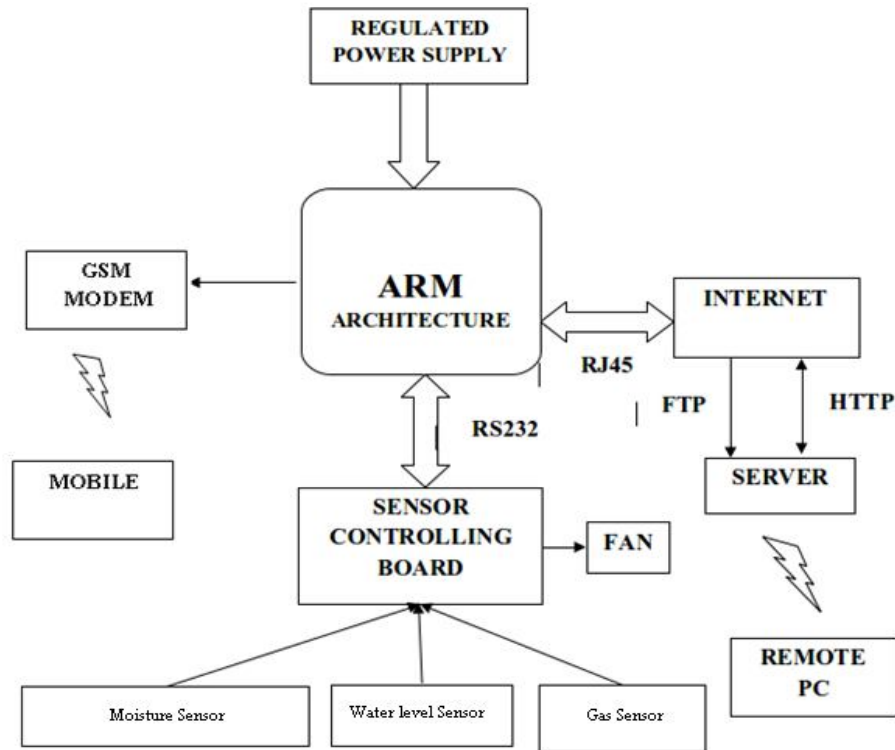 REGULATED
POWER SUPPLY
GSM
MODEM
ARM
ARCHITECTURE
INTERNET
RJ45
FTP
HTTP
RS232
MOBILE
SENSOR
CONTROLLING
BOARD
FAN
SERVER
REMOTE
PC
Moisture Sensor
Water level Sensor
Gas Sensor